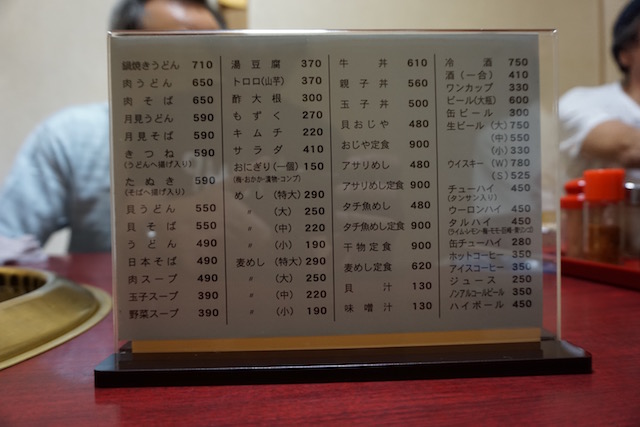 鍋焼きうどん 710
肉うどん 650
肉そば 650
月見うどん 590
月見そば 590
きつね 590
(うどんへ揚げ入り)
たぬき 590
(そばへ揚げ入り)
貝うどん 550
貝そば 550
うどん 490
日本そば 490
肉スープ 490
玉子スープ 390
野菜スープ 390
湯豆腐 370
トロロ(山芋) 370
酢大根 300
もずく 270
キムチ 220
サラダ 410
おにぎり(一個) 150
(梅・おかか・漬物・コンブ)
めし (特大) 290
〃 (大) 250
〃 (中) 220
〃 (小) 190
麦めし (特大) 290
〃 (大) 250
〃 (中) 220
〃 (小) 190
牛丼 610
親子丼 560
玉子丼 500
貝おじや 480
おじや定食 900
アサリめし 480
アサリめし定食 900
タチ魚めし 480
タチ魚めし定食 900
干物定食 900
麦めし定食 620
貝汁 130
味噌汁 130
冷酒 750
酒(一合) 410
ワンカップ 330
ビール(大瓶) 600
缶ビール 300
生ビール (大) 750
(中) 550
(小) 330
ウイスキー (W) 780
(S) 525
チューハイ 450
(タンサン入り)
ウーロンハイ 450
タルハイ 450
(ライム・レモン・梅・モモ・巨峰・青リンゴ)
缶チューハイ 280
ホットコーヒー 350
アイスコーヒー 350
ジュース 250
ノンアルコールビール 350
ハイボール 450